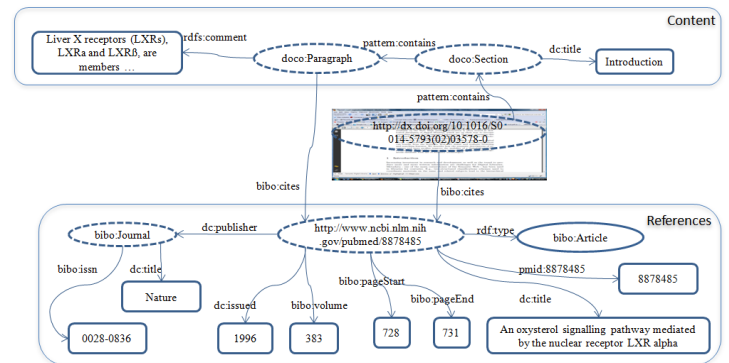 Content
Liver X receptors (LXRs),
LXRa and LXRß, are
members ...
rdfs:comment
doco:Paragraph
pattern:contains
doco:Section
dc:title
Introduction
pattern:contains
http://dx.doi.org/10.1016/S0
014-5793(02)03578-0
bibo:cites
bibo:cites
References
bibo:Journal
dc:publisher
http://www.ncbi.nlm.nih
.gov/pubmed/8878485
rdf:type
bibo:Article
bibo:issn
dc:title
Nature
0028-0836
dc:issued
1996
bibo:volume
383
bibo:pageStart
728
bibo:pageEnd
731
pmid:8878485
8878485
dc:title
An oxysterol signalling pathway mediated
by the nuclear receptor LXR alpha